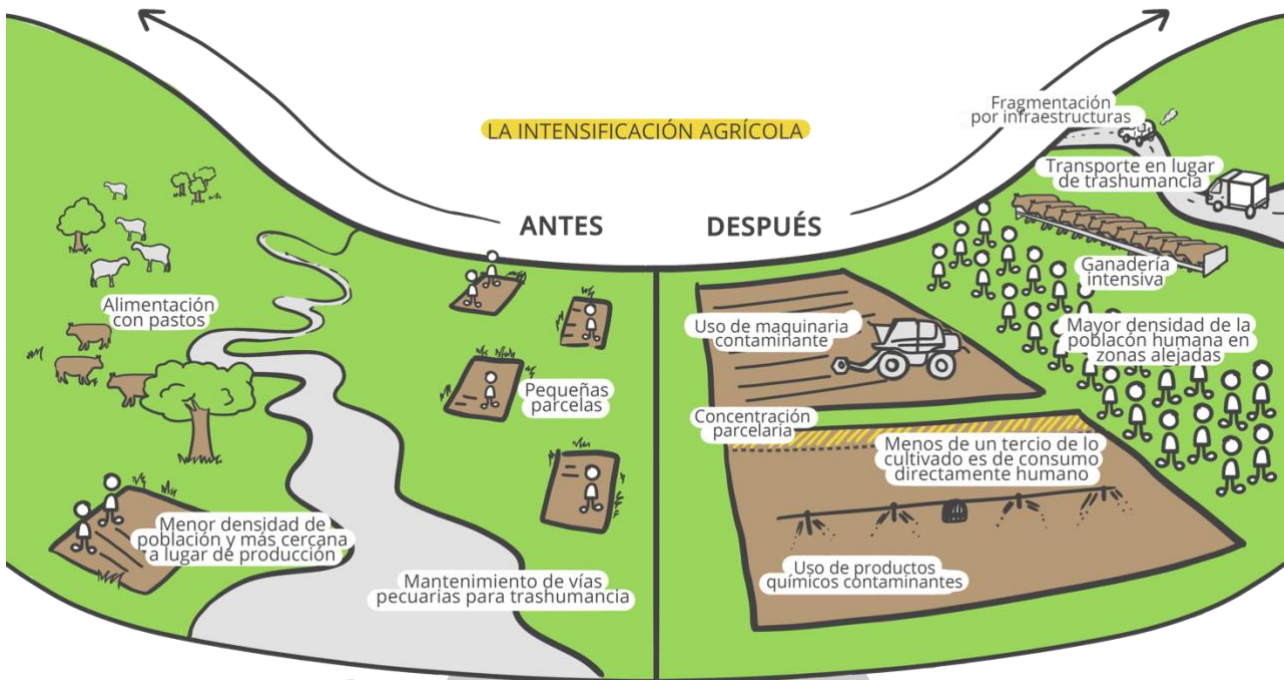 LA INTENSIFICACIÓN AGRÍCOLA
ANTES
DESPUÉS
Alimentación
con pastos
Pequeñas
parcelas
Menor densidad de
población y más cercana
a lugar de producción
Mantenimiento de vías
pecuarias para trashumancia
Fragmentación
por infraestructuras
Transporte en lugar
de trashumancia
Ganadería
intensiva
Uso de maquinaria
contaminante
Mayor densidad de la
poblacón humana en
zonas alejadas
Concentración
parcelaria
Menos de un tercio de lo
cultivado es de consumo
directamente humano
Uso de productos
químicos contaminantes